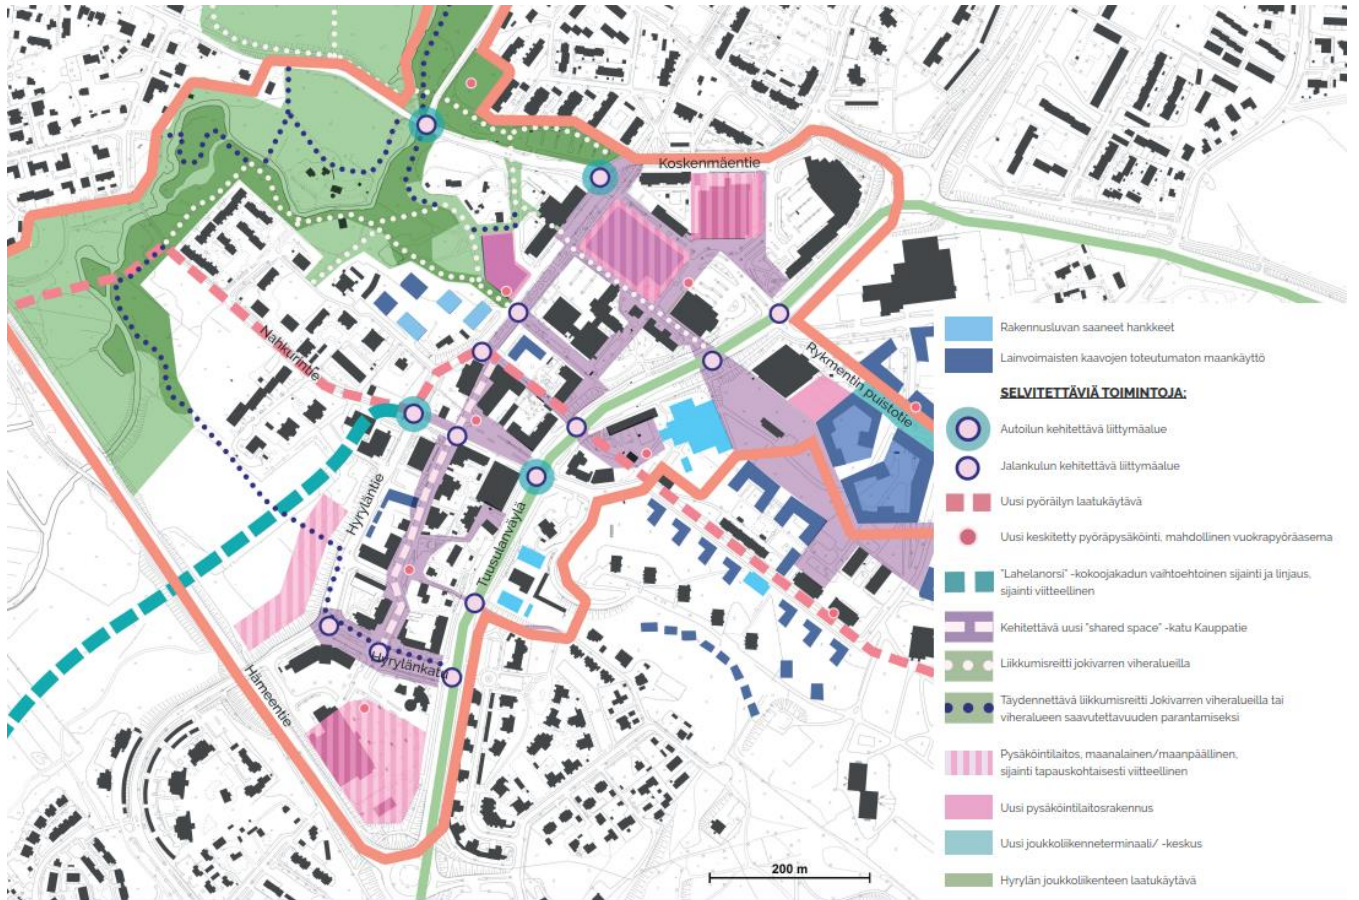 Koskenmäentie
Nahkurintie
Rykmentin puistotie
Hyryläntie
Tuusulanväylä
Hyrylänkatu
Hämeentie
200 m
Rakennusluvan saaneet hankkeet
Lainvoimaisten kaavojen toteutumaton maankäyttö
SELVITETTÄVIÄ TOIMINTOJA:
Autoilun kehitettävä liittymäalue
Jalankulun kehitettävä liittymäalue
Uusi pyöräilyn laatukäytävä
Uusi keskitetty pyöräpysäköinti, mahdollinen vuokrapyöräasema
"Lahelanorsi" -kokoojakadun vaihtoehtoinen sijainti ja linjaus,
sijainti viitteellinen
Kehitettävä uusi "shared space" -katu Kauppatie
Liikkumisreitti jokivarren viheralueilla
Täydennettävä liikkumisreitti Jokivarren viheralueilla tai
viheralueen saavutettavuuden parantamiseksi
Pysäköintilaitos, maanalainen/maanpäällinen,
sijainti tapauskohtaisesti viitteellinen
Uusi pysäköintilaitosrakennus
Uusi joukkoliikenneterminaali/ -keskus
Hyrylän joukkoliikenteen laatukäytävä